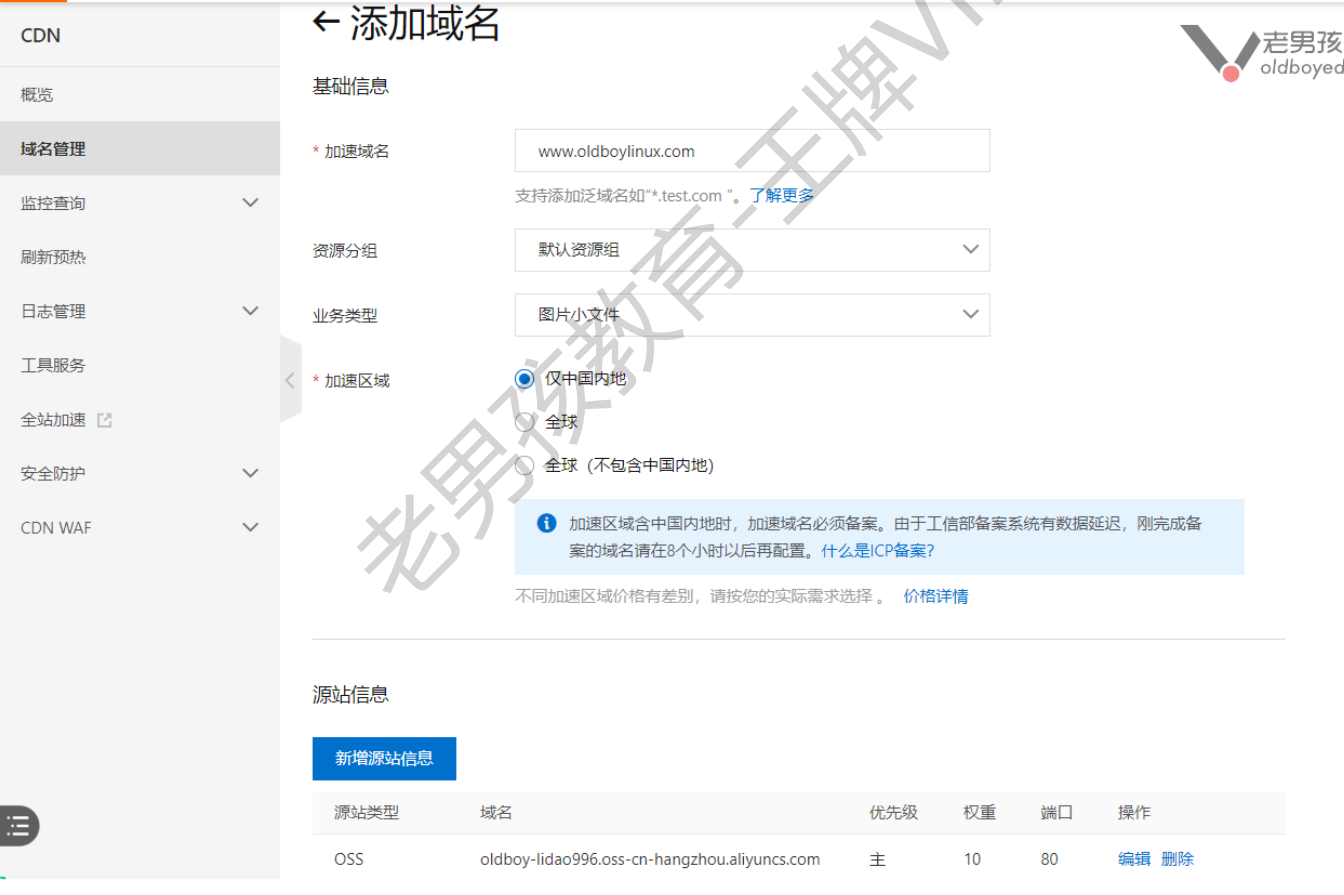 CDN
概览
域名管理
监控查询
刷新预热
日志管理
工具服务
全站加速
安全防护
CDN WAF
← 添加域名
老男孩
oldboyed
基础信息
* 加速域名
www.oldboylinux.com
支持添加泛域名如“*.test.com ”。了解更多
资源分组
默认资源组
业务类型
图片小文件
* 加速区域
仅中国内地
全球
全球（不包含中国内地）
加速区域含中国内地时，加速域名必须备案。由于工信部备案系统有数据延迟，刚完成备
案的域名请在8个小时以后再配置。什么是ICP备案?
不同加速区域价格有差别，请按您的实际需求选择 。 价格详情
源站信息
新增源站信息
源站类型 域名 优先级 权重 端口 操作
OSS oldboy-lidao996.oss-cn-hangzhou.aliyuncs.com 主 10 80 编辑 删除
老男孩教育-王牌